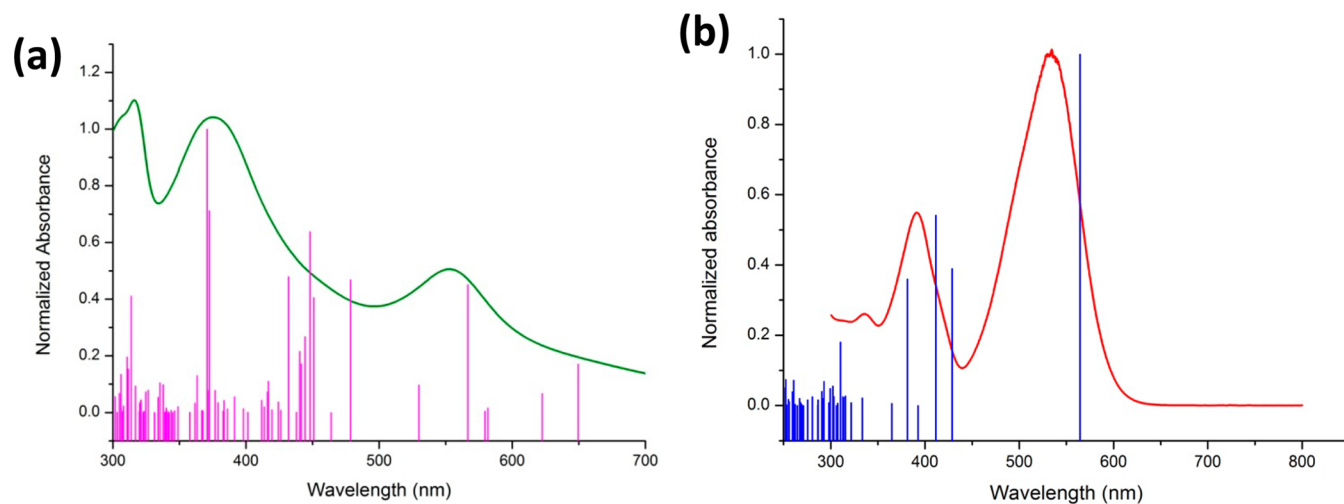 (a)
Normalized Absorbance
1.2
1.0
0.8
0.6
0.4
0.2
0.0
300 400 500 600 700
Wavelength (nm)
(b)
Normalized absorbance
1.0
0.8
0.6
0.4
0.2
0.0
300 400 500 600 700 800
Wavelength (nm)